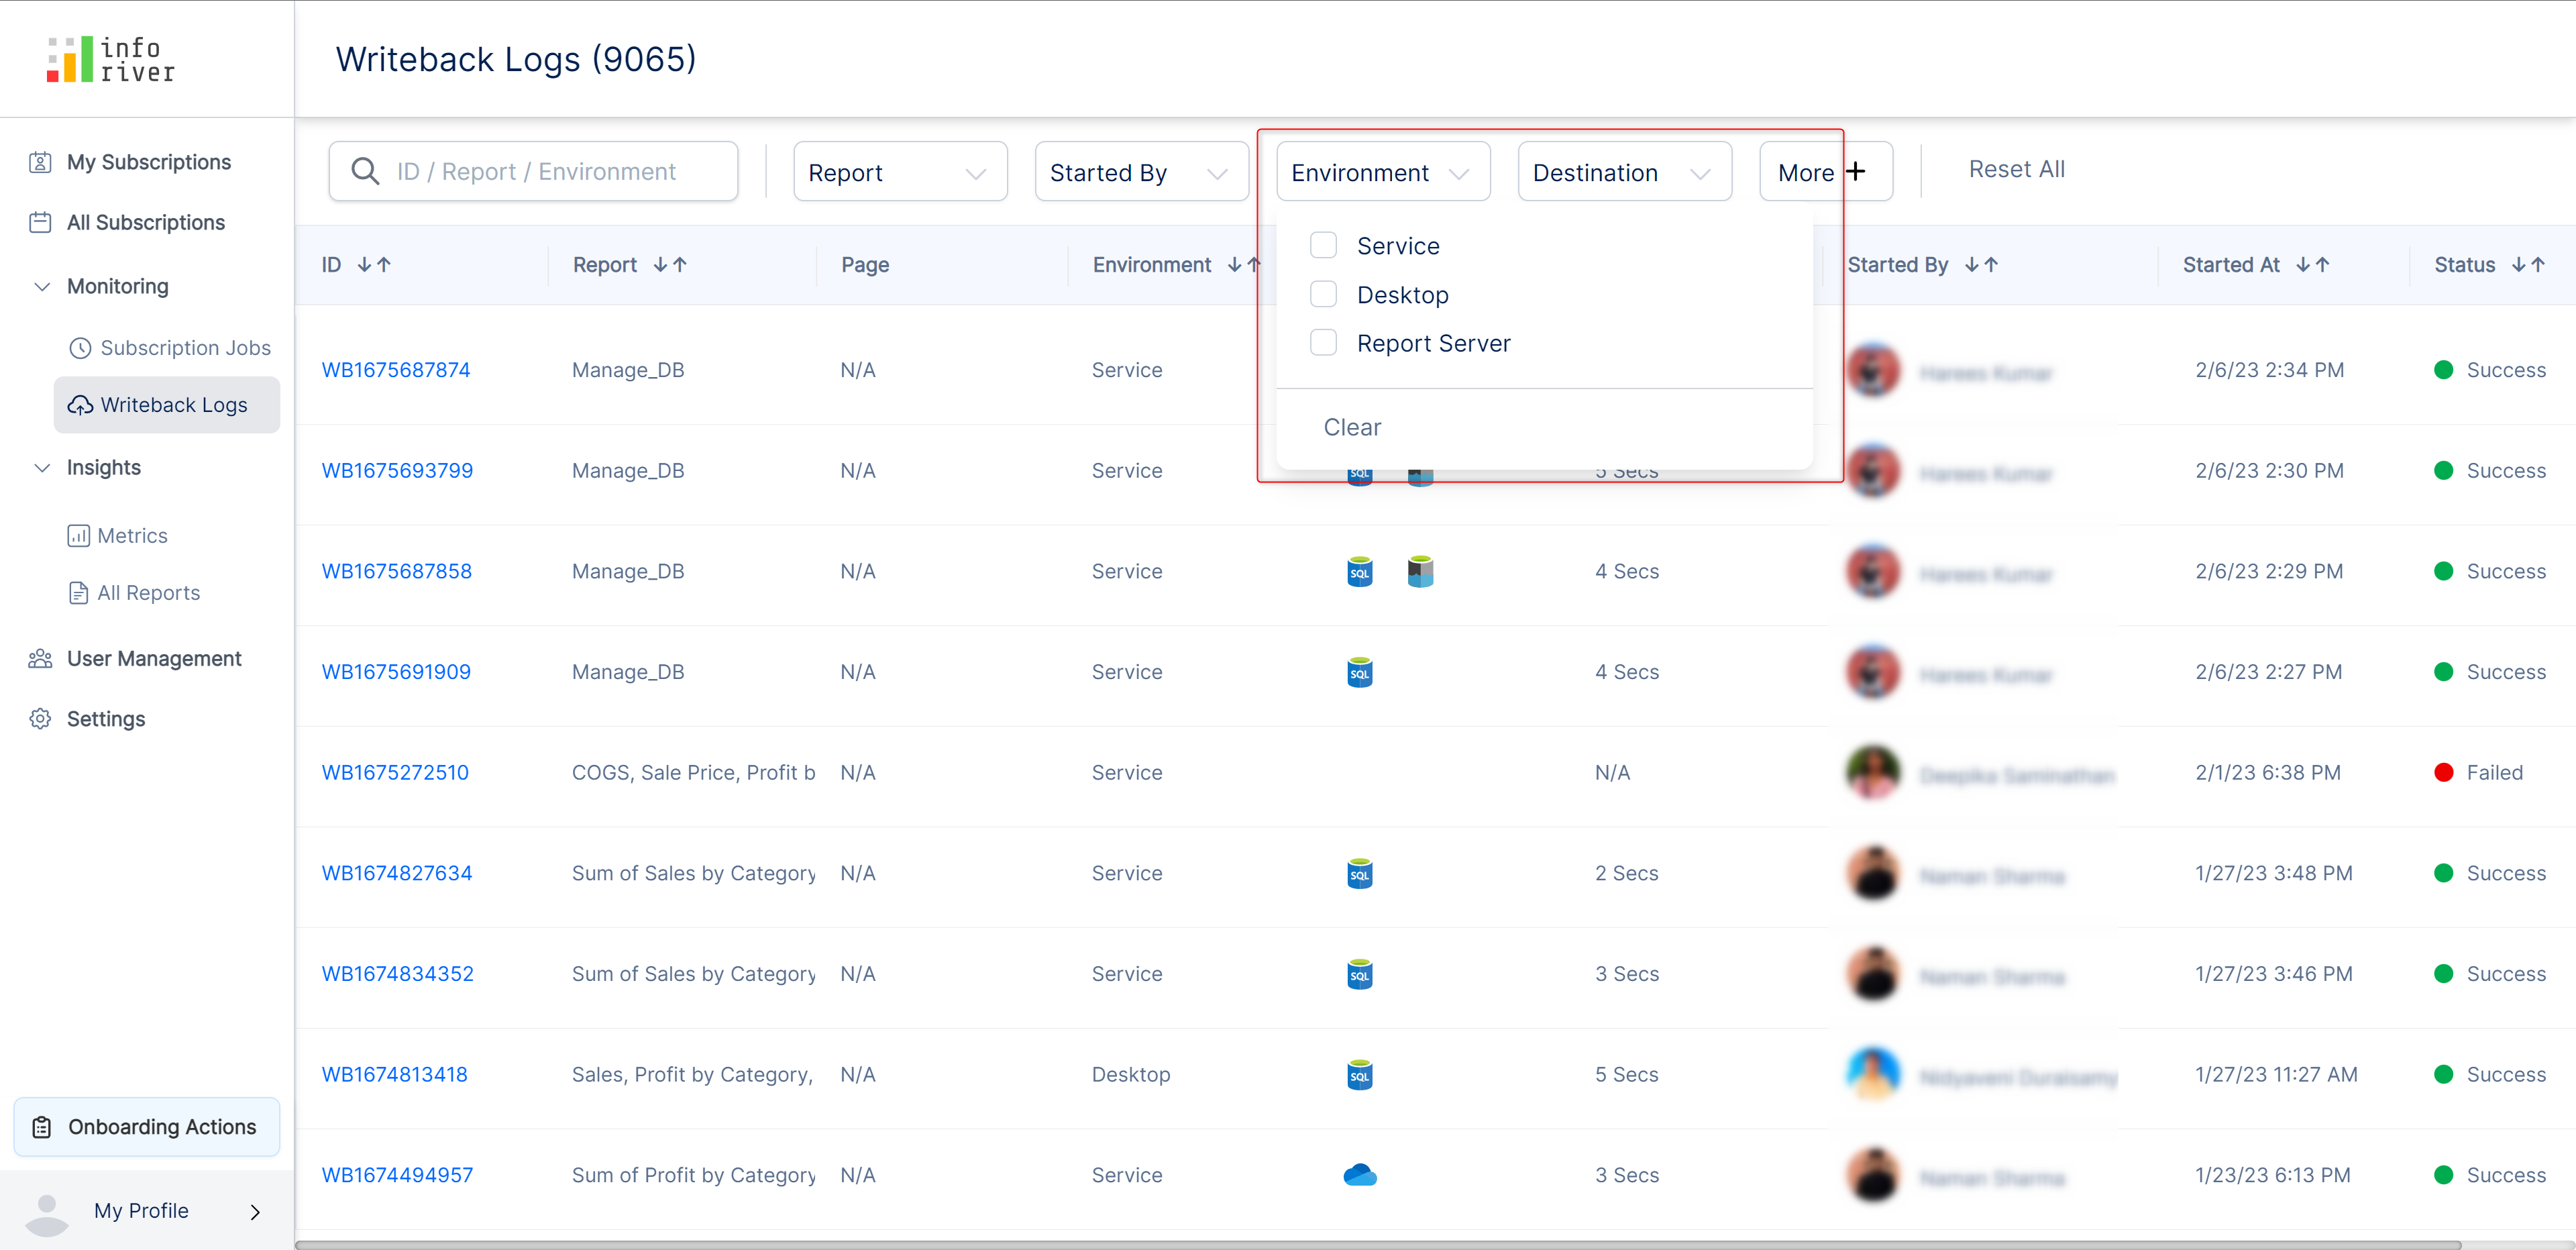 info
river
Writeback Logs (9065)
My Subscriptions
All Subscriptions
Monitoring
Subscription Jobs
Writeback Logs
Insights
Metrics
All Reports
User Management
Settings
Onboarding Actions
My Profile
ID / Report / Environment
Report
Started By
Environment
Destination
More +
Reset All
Service
Desktop
Report Server
Clear
ID Report Page Environment Started By Started At Status
WB1675687874 Manage_DB N/A Service 2/6/23 2:34 PM Success
WB1675693799 Manage_DB N/A Service SQL 5 Secs 2/6/23 2:30 PM Success
WB1675687858 Manage_DB N/A Service SQL 4 Secs 2/6/23 2:29 PM Success
WB1675691909 Manage_DB N/A Service SQL 4 Secs 2/6/23 2:27 PM Success
WB1675272510 COGS, Sale Price, Profit b N/A Service N/A 2/1/23 6:38 PM Failed
WB1674827634 Sum of Sales by Category N/A Service SQL 2 Secs 1/27/23 3:48 PM Success
WB1674834352 Sum of Sales by Category N/A Service SQL 3 Secs 1/27/23 3:46 PM Success
WB1674813418 Sales, Profit by Category, N/A Desktop SQL 5 Secs 1/27/23 11:27 AM Success
WB1674494957 Sum of Profit by Category N/A Service 3 Secs 1/23/23 6:13 PM Success